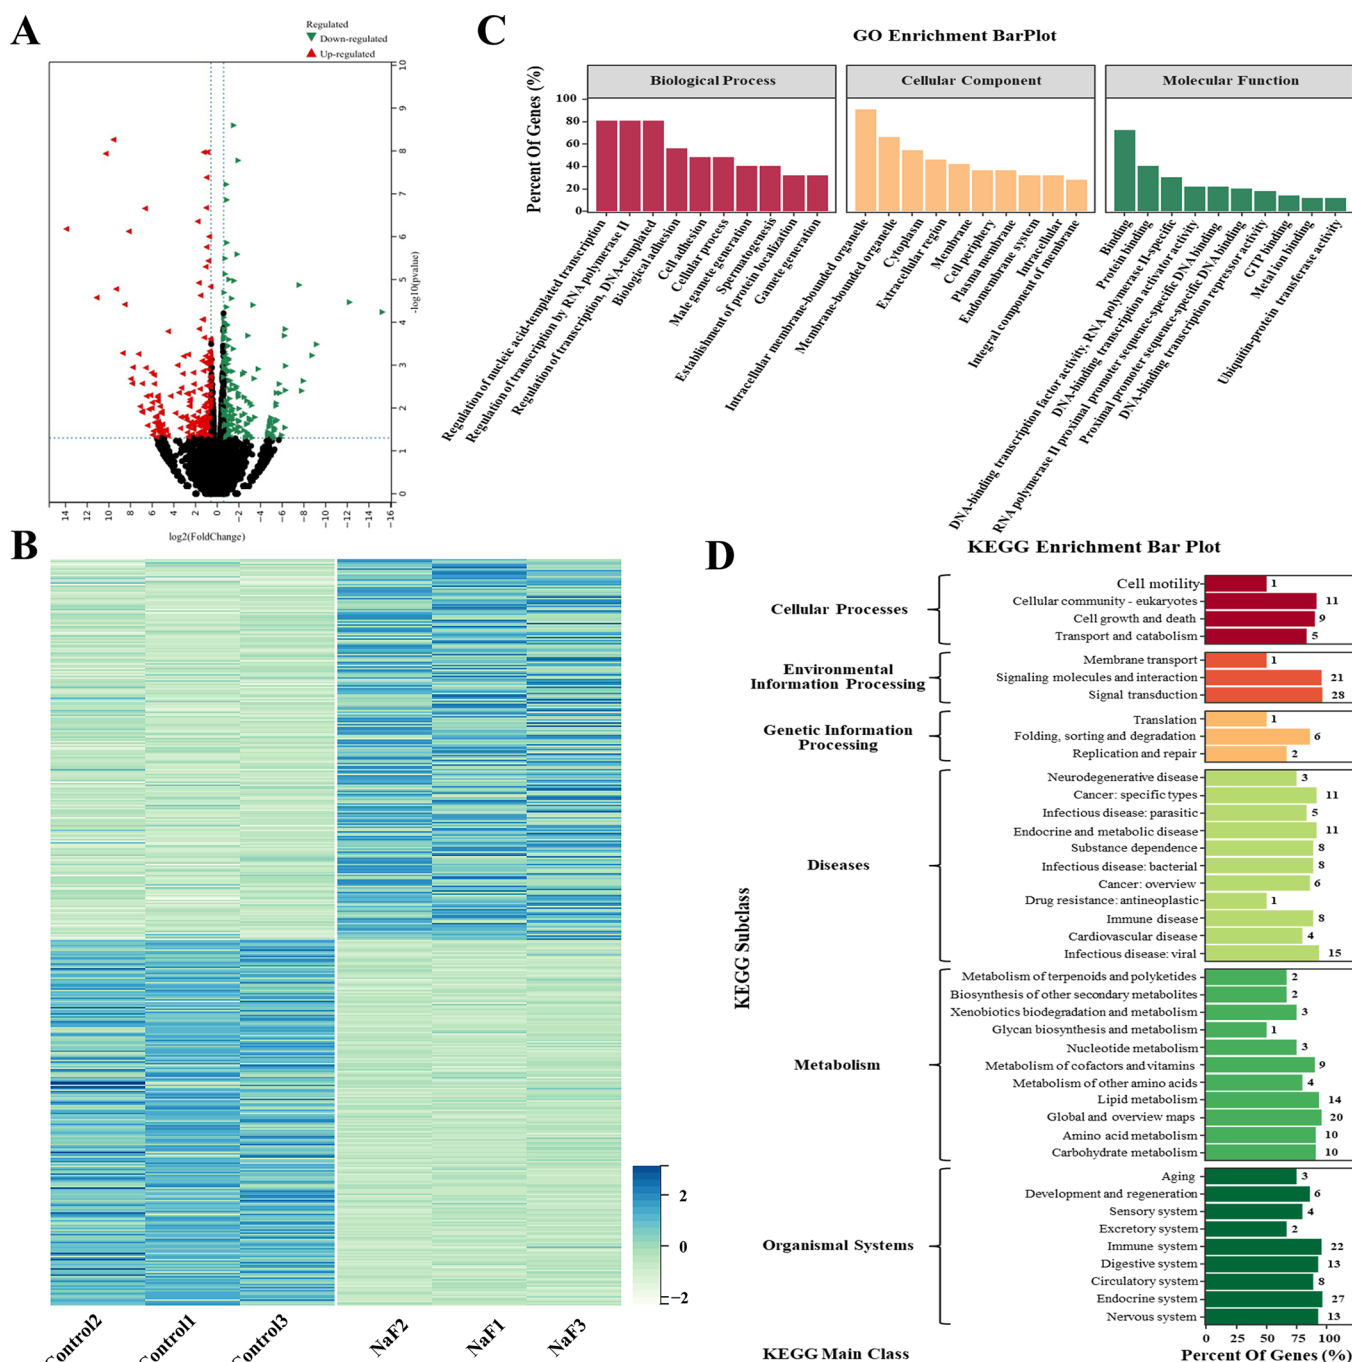 A
Regulated
Down-regulated
Up-regulated
10
9
8
7
6
5
4
3
2
1
0
-log10(pvalue)
14
12
10
8
6
4
2
0
−2
−4
−6
−8
−10
−12
−14
−16
log2(FoldChange)
C
GO Enrichment BarPlot
Percent Of Genes (%)
100
80
60
40
20
0
Biological Process
Cellular Component
Molecular Function
Regulation of nucleic acid-templated transcription
Regulation of transcription by RNA polymerase II
Regulation of transcription, DNA-templated
Biological adhesion
Cell adhesion
Cellular process
Male gamete generation
Spermatogenesis
Establishment of protein localization
Gamete generation
Intracellular membrane-bounded organelle
Membrane-bounded organelle
Cytoplasm
Extracellular region
Membrane
Cell periphery
Plasma membrane
Endomembrane system
Intracellular
Integral component of membrane
Binding
Protein binding
DNA-binding transcription factor activity, RNA polymerase II-specific
DNA-binding transcription activator activity
RNA polymerase II proximal promoter sequence-specific DNA binding
Proximal promoter sequence-specific DNA binding
DNA-binding transcription repressor activity
GTP binding
Metal ion binding
Ubiquitin-protein transferase activity
B
2
0
−2
Control2
Control1
Control3
NaF2
NaF1
NaF3
D
KEGG Enrichment Bar Plot
KEGG Subclass
Cellular Processes
Cell motility 1
Cellular community - eukaryotes 11
Cell growth and death 9
Transport and catabolism 5
Environmental
Information Processing
Membrane transport 1
Signaling molecules and interaction 21
Signal transduction 28
Genetic Information
Processing
Translation 1
Folding, sorting and degradation 6
Replication and repair 2
Diseases
Neurodegenerative disease 3
Cancer: specific types 11
Infectious disease: parasitic 5
Endocrine and metabolic disease 11
Substance dependence 8
Infectious disease: bacterial 8
Cancer: overview 6
Drug resistance: antineoplastic 1
Immune disease 8
Cardiovascular disease 4
Infectious disease: viral 15
Metabolism
Metabolism of terpenoids and polyketides 2
Biosynthesis of other secondary metabolites 2
Xenobiotics biodegradation and metabolism 3
Glycan biosynthesis and metabolism 1
Nucleotide metabolism 3
Metabolism of cofactors and vitamins 9
Metabolism of other amino acids 4
Lipid metabolism 14
Global and overview maps 20
Amino acid metabolism 10
Carbohydrate metabolism 10
Organismal Systems
Aging 3
Development and regeneration 6
Sensory system 4
Excretory system 2
Immune system 22
Digestive system 13
Circulatory system 8
Endocrine system 27
Nervous system 13
0 25 50 75 100
KEGG Main Class
Percent Of Genes (%)